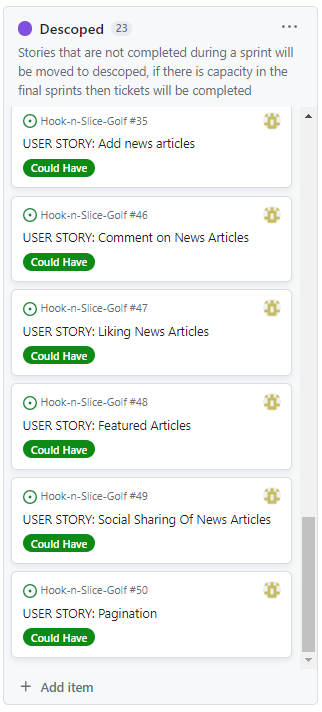 Descoped 23
Stories that are not completed during a sprint will
be moved to descoped, if there is capacity in the
final sprints then tickets will be completed
Hook-n-Slice-Golf #35
USER STORY: Add news articles
Could Have
Hook-n-Slice-Golf #46
USER STORY: Comment on News Articles
Could Have
Hook-n-Slice-Golf #47
USER STORY: Liking News Articles
Could Have
Hook-n-Slice-Golf #48
USER STORY: Featured Articles
Could Have
Hook-n-Slice-Golf #49
USER STORY: Social Sharing Of News Articles
Could Have
Hook-n-Slice-Golf #50
USER STORY: Pagination
Could Have
Add item